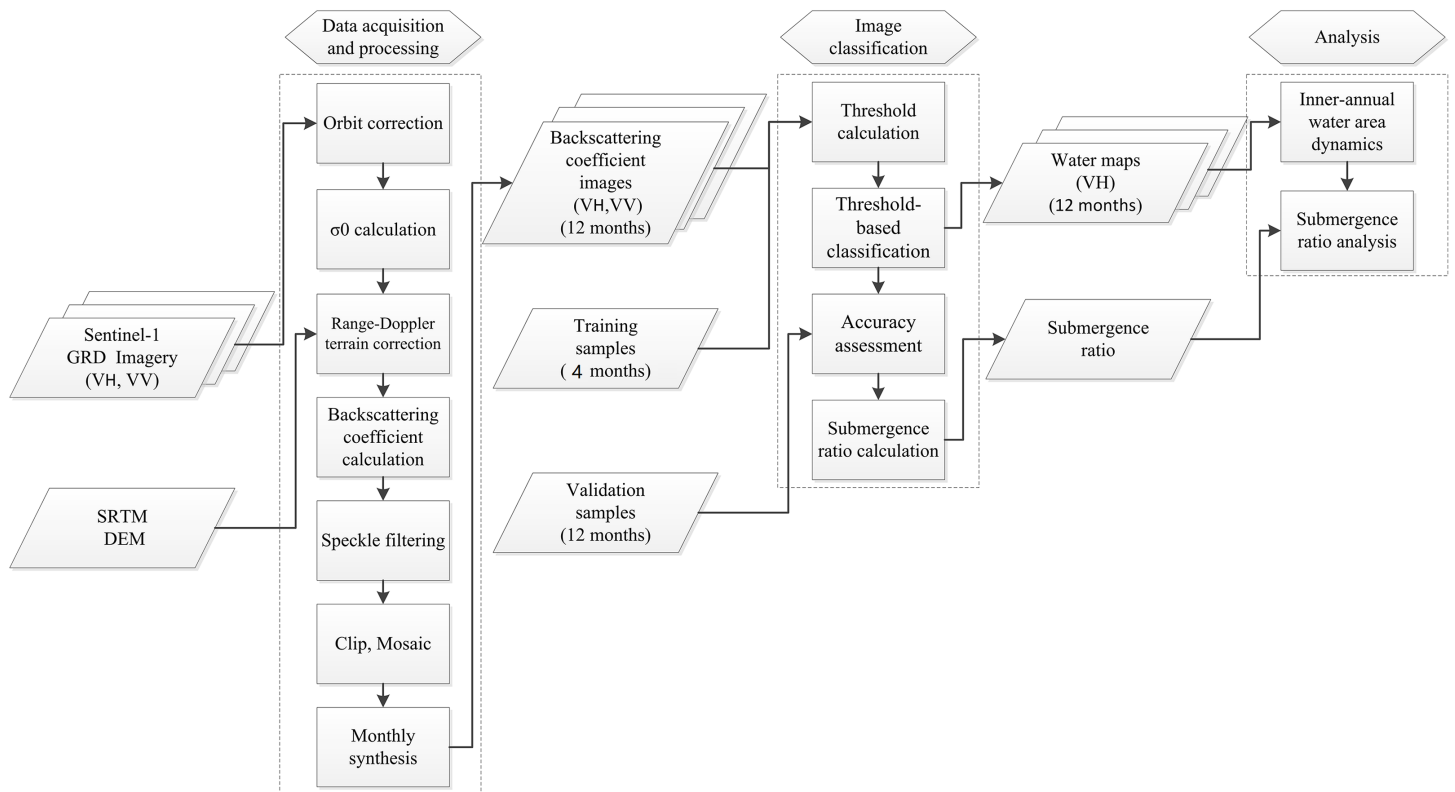 Data acquisition
and processing
Image
classification
Analysis
Sentinel-1
GRD Imagery
(VH, VV)
SRTM
DEM
Orbit correction
σ0 calculation
Range-Doppler
terrain correction
Backscattering
coefficient
calculation
Speckle filtering
Clip, Mosaic
Monthly
synthesis
Backscattering
coefficient
images
(VH,VV)
(12 months)
Training
samples
( 4 months)
Validation
samples
(12 months)
Threshold
calculation
Threshold-
based
classification
Accuracy
assessment
Submergence
ratio calculation
Water maps
(VH)
(12 months)
Submergence
ratio
Inner-annual
water area
dynamics
Submergence
ratio analysis